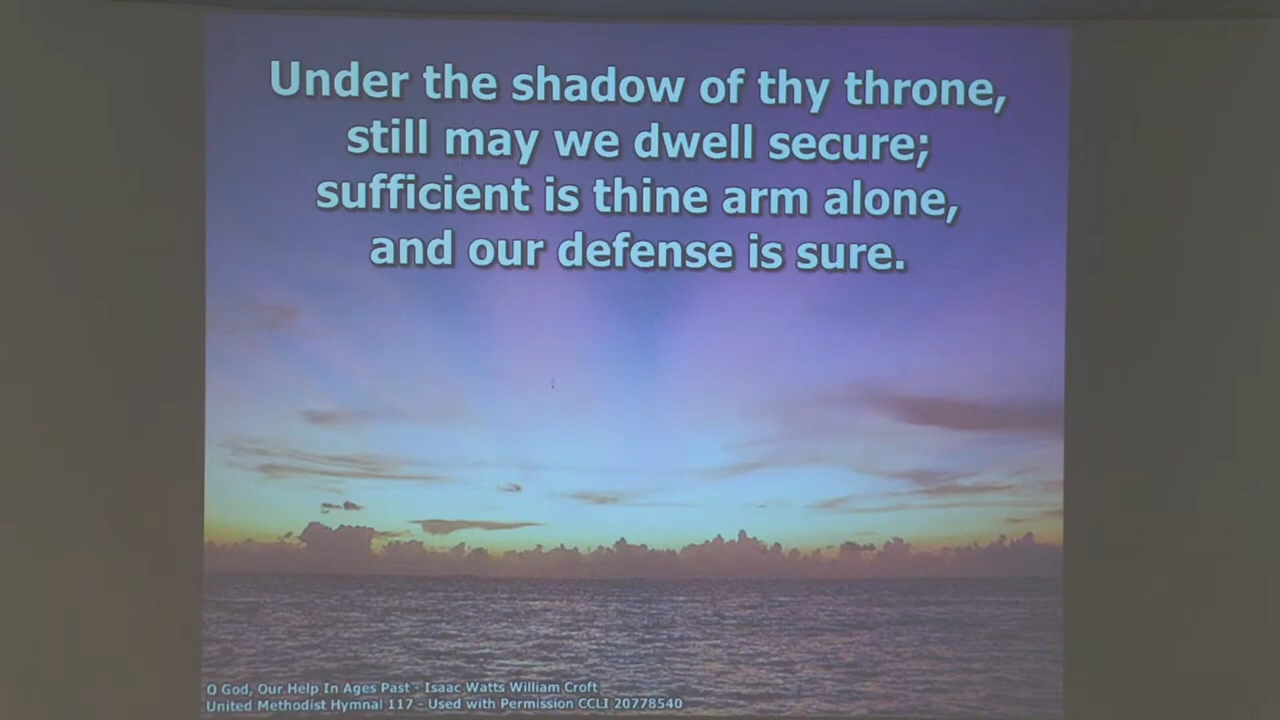 Under the shadow of thy throne,
still may we dwell secure;
sufficient is thine arm alone,
and our defense is sure.
O God, Our Help In Ages Past - Isaac Watts William Croft
United Methodist Hymnal 117 - Used with Permission CCLI 20778540